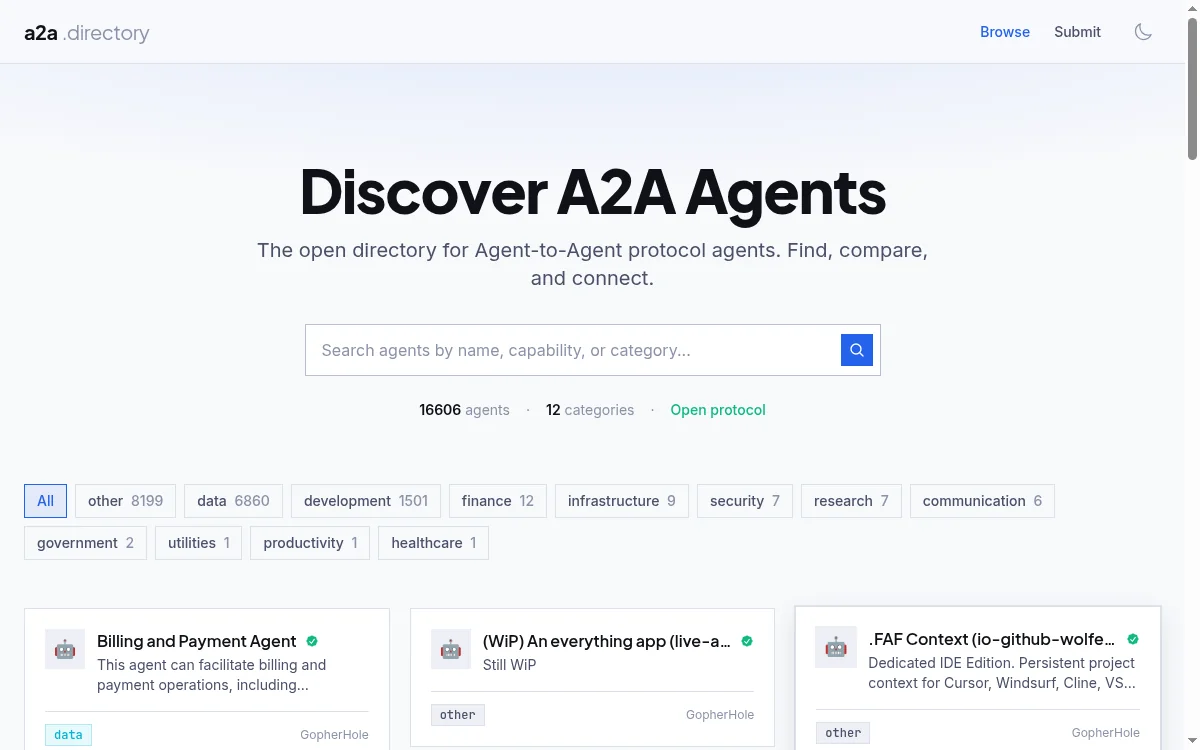 a2a .directory
Browse Submit
Discover A2A Agents
The open directory for Agent-to-Agent protocol agents. Find, compare,
and connect.
Search agents by name, capability, or category...
16606 agents · 12 categories · Open protocol
All other 8199 data 6860 development 1501 finance 12 infrastructure 9 security 7 research 7 communication 6
government 2 utilities 1 productivity 1 healthcare 1
Billing and Payment Agent
This agent can facilitate billing and
payment operations, including...
data GopherHole
(WiP) An everything app (live-a...
Still WiP
other GopherHole
.FAF Context (io-github-wolfe...
Dedicated IDE Edition. Persistent project
context for Cursor, Windsurf, Cline, VS...
other GopherHole